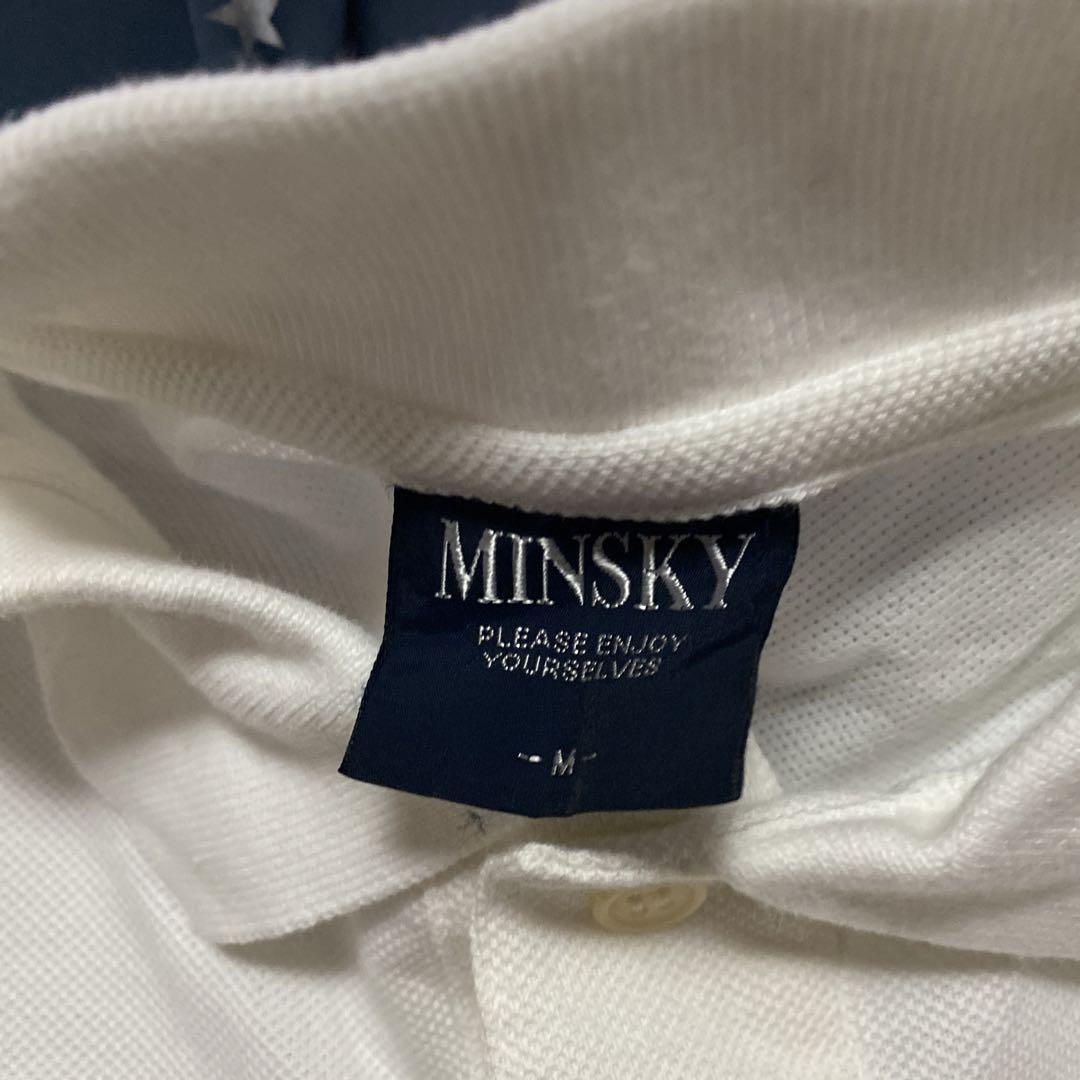 MINSKY
PLEASE ENJOY
YOURSELVES
- M -